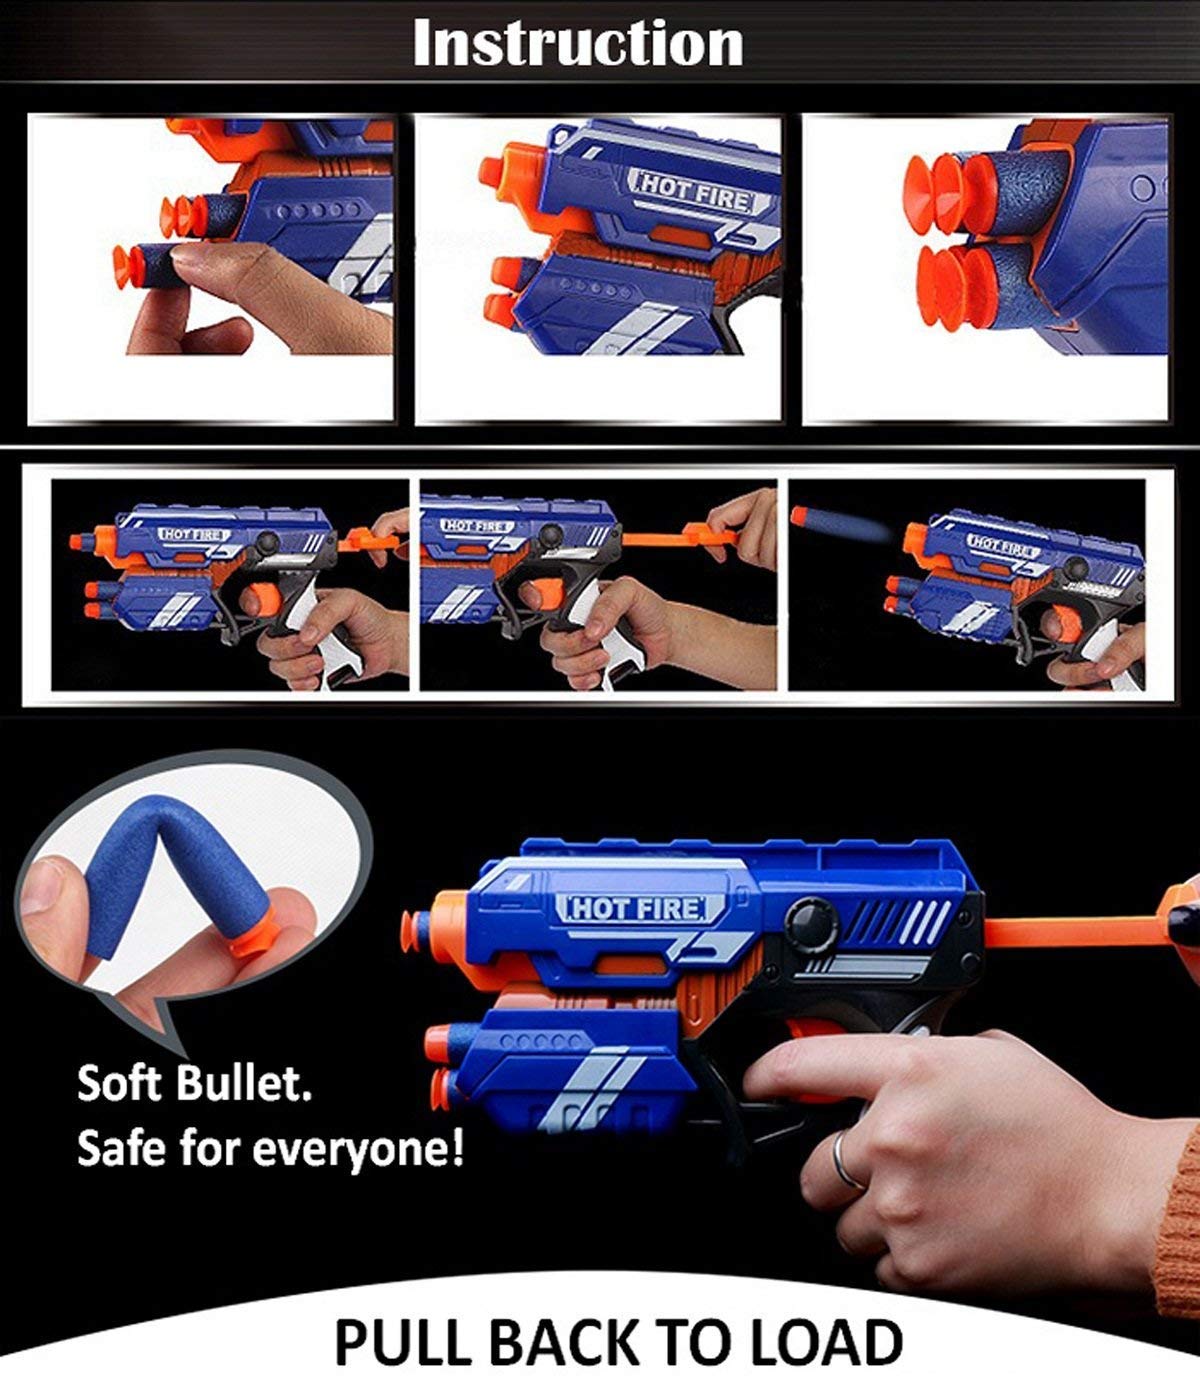 Instruction
HOT FIRE
HOT FIRE
HOT FIRE
HOT FIRE
HOT FIRE
Soft Bullet.
Safe for everyone!
PULL BACK TO LOAD